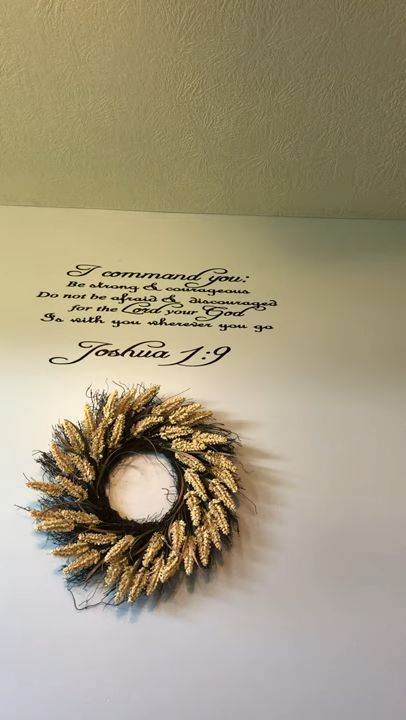 I command you:
Be strong & courageous
Do not be afraid & discouraged
for the Lord your God
Is with you wherever you go
Joshua 1:9